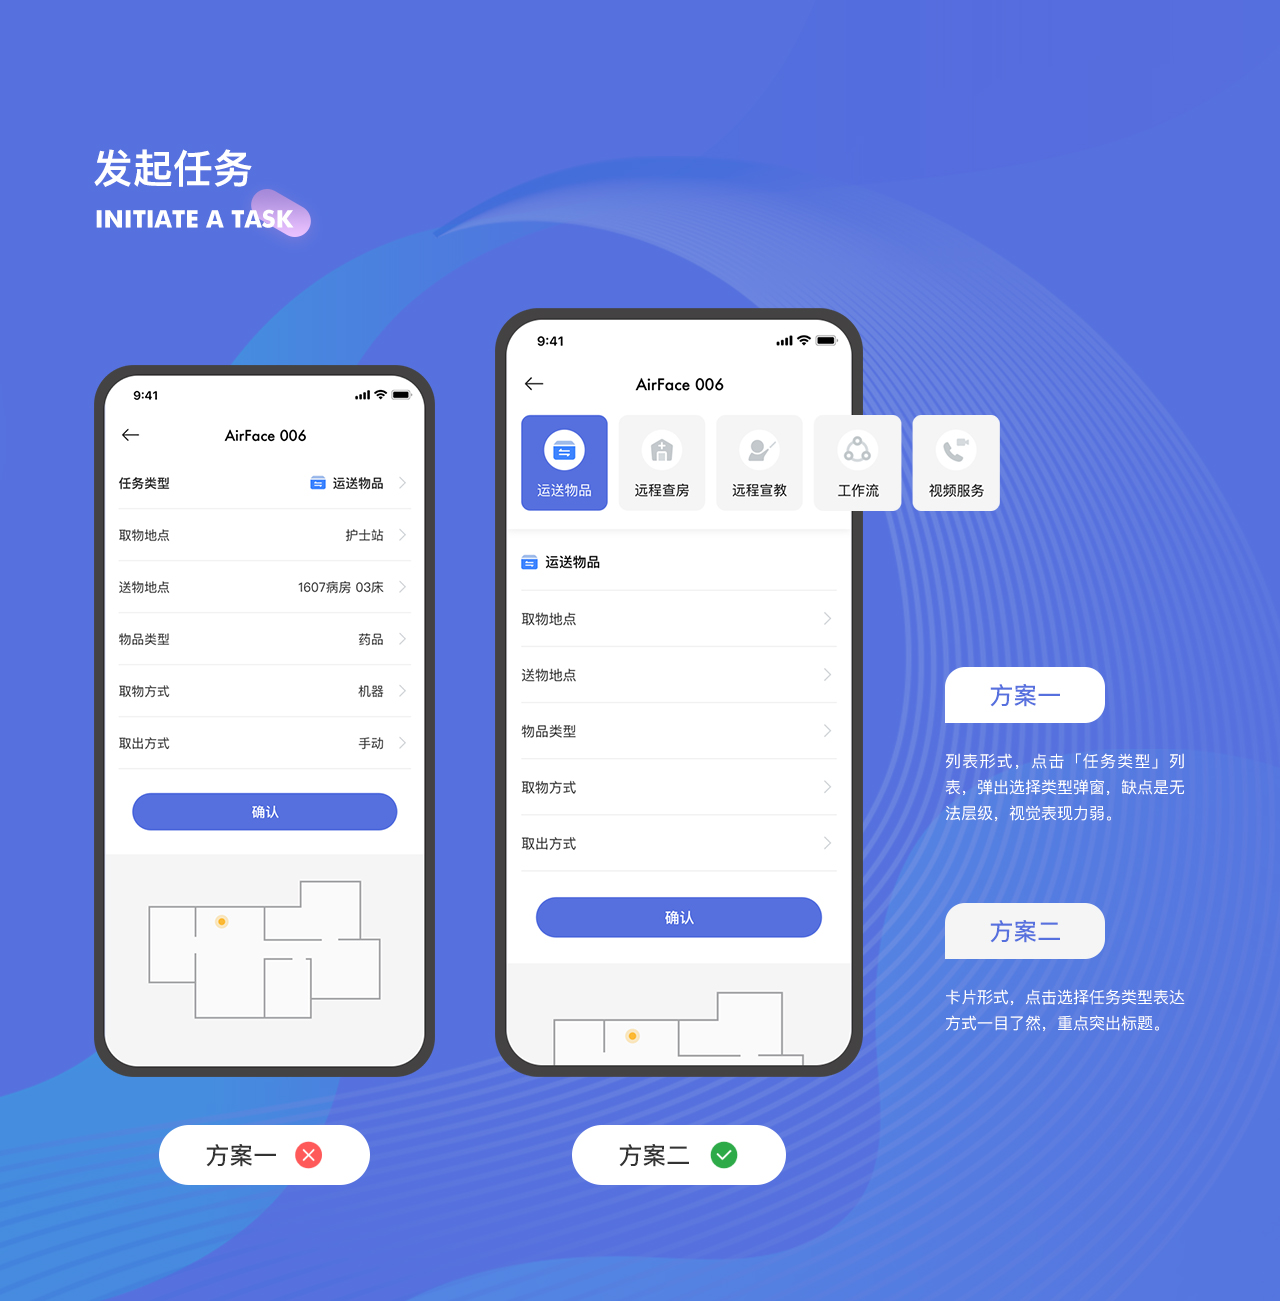 发起任务
INITIATE A TASK
9:41
AirFace 006
任务类型 运送物品
取物地点 护士站
送物地点 1607病房 03床
物品类型 药品
取物方式 机器
取出方式 手动
确认
9:41
AirFace 006
运送物品 远程查房 远程宣教 工作流 视频服务
运送物品
取物地点
送物地点
物品类型
取物方式
取出方式
确认
方案一
列表形式，点击「任务类型」列
表，弹出选择类型弹窗，缺点是无
法层级，视觉表现力弱。
方案二
卡片形式，点击选择任务类型表达
方式一目了然，重点突出标题。
方案一
方案二